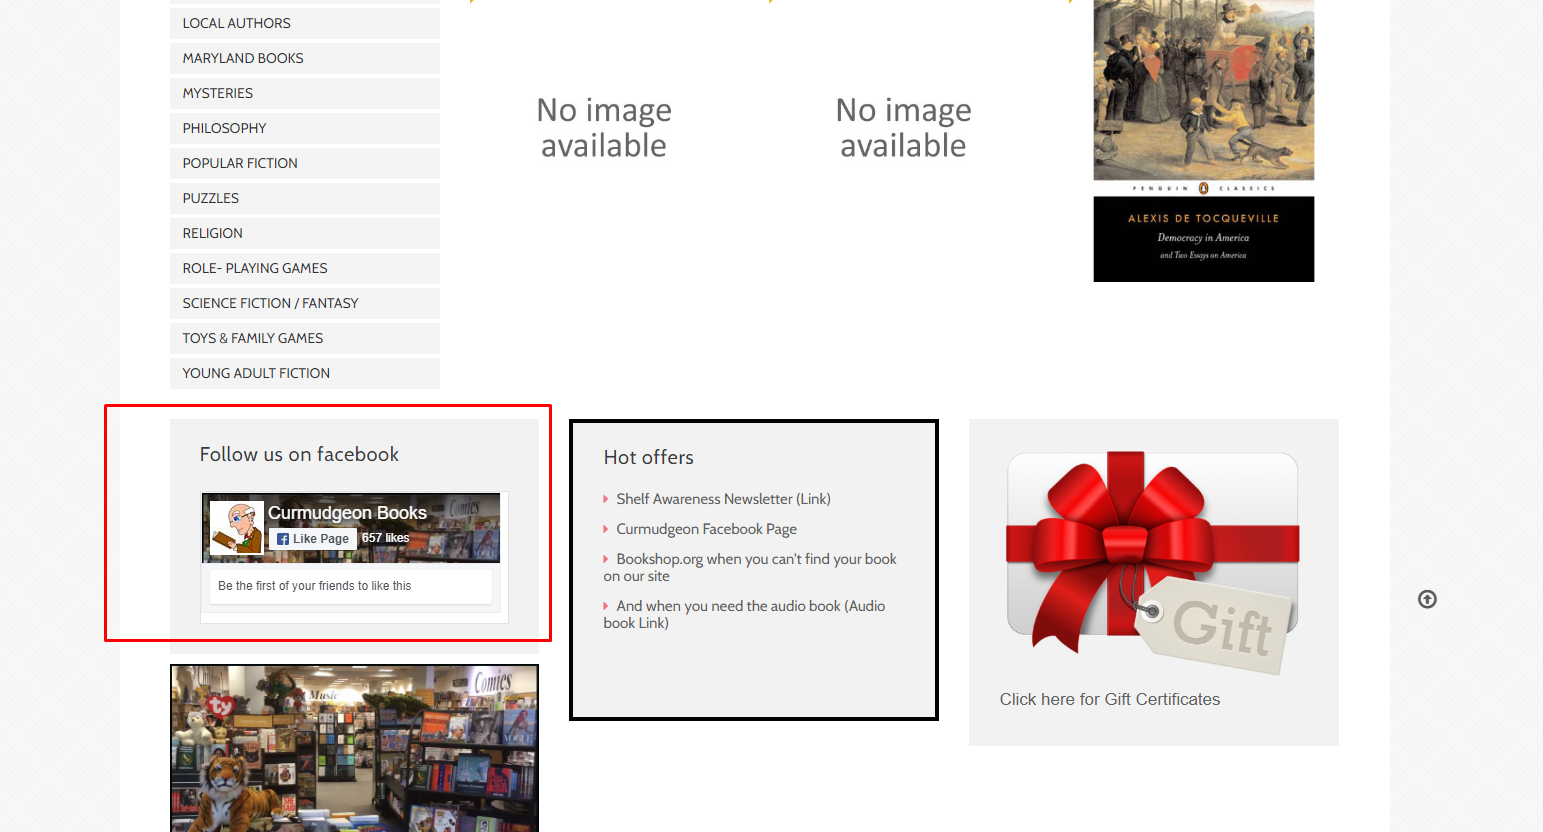 LOCAL AUTHORS
MARYLAND BOOKS
MYSTERIES
PHILOSOPHY
POPULAR FICTION
PUZZLES
RELIGION
ROLE- PLAYING GAMES
SCIENCE FICTION / FANTASY
TOYS & FAMILY GAMES
YOUNG ADULT FICTION
No image
available
No image
available
PENGUIN CLASSICS
ALEXIS DE TOCQUEVILLE
Democracy in America
and Two Essays on America
Follow us on facebook
Comics
Curmudgeon Books
Like Page
657 likes
VOGUE
Be the first of your friends to like this
Hot offers
Shelf Awareness Newsletter (Link)
Curmudgeon Facebook Page
Bookshop.org when you can't find your book
on our site
And when you need the audio book (Audio
book Link)
Gift
Click here for Gift Certificates
Music
Comics
ty
VOGUE
SHE
SAID